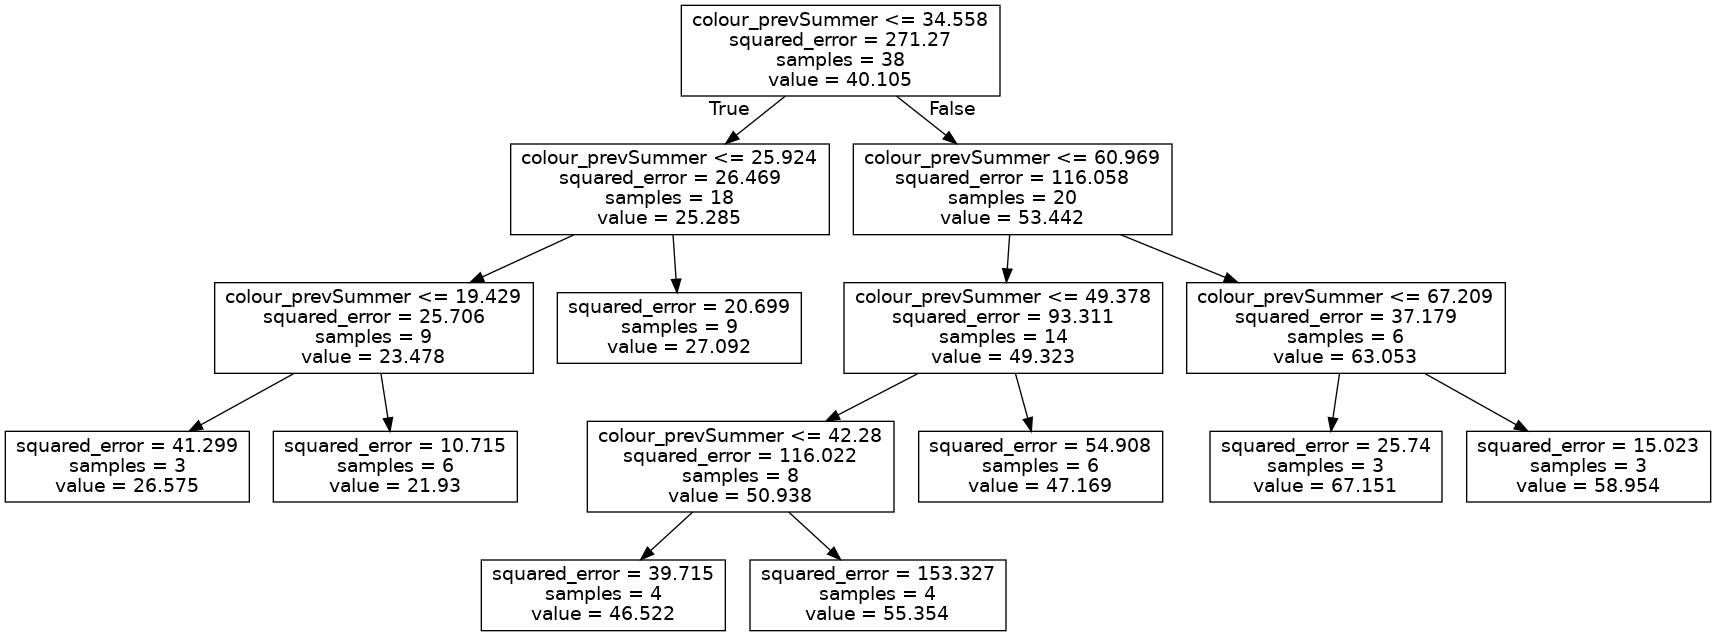 colour_prevSummer <= 34.558
squared_error = 271.27
samples = 38
value = 40.105
True
False
colour_prevSummer <= 25.924
squared_error = 26.469
samples = 18
value = 25.285
colour_prevSummer <= 60.969
squared_error = 116.058
samples = 20
value = 53.442
colour_prevSummer <= 19.429
squared_error = 25.706
samples = 9
value = 23.478
squared_error = 20.699
samples = 9
value = 27.092
colour_prevSummer <= 49.378
squared_error = 93.311
samples = 14
value = 49.323
colour_prevSummer <= 67.209
squared_error = 37.179
samples = 6
value = 63.053
squared_error = 41.299
samples = 3
value = 26.575
squared_error = 10.715
samples = 6
value = 21.93
colour_prevSummer <= 42.28
squared_error = 116.022
samples = 8
value = 50.938
squared_error = 54.908
samples = 6
value = 47.169
squared_error = 25.74
samples = 3
value = 67.151
squared_error = 15.023
samples = 3
value = 58.954
squared_error = 39.715
samples = 4
value = 46.522
squared_error = 153.327
samples = 4
value = 55.354